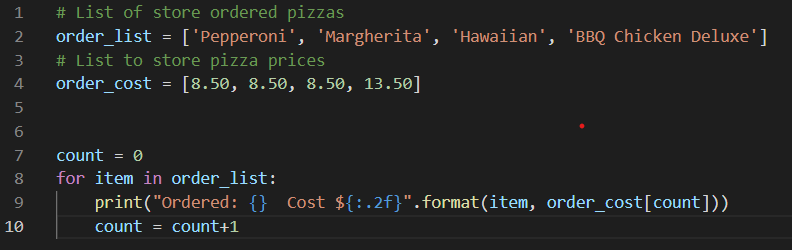 1 # List of store ordered pizzas
2 order_list = ['Pepperoni', 'Margherita', 'Hawaiian', 'BBQ Chicken Deluxe']
3 # List to store pizza prices
4 order_cost = [8.50, 8.50, 8.50, 13.50]
5
6
7 count = 0
8 for item in order_list:
9     print("Ordered: {}  Cost ${:.2f}".format(item, order_cost[count]))
10     count = count+1